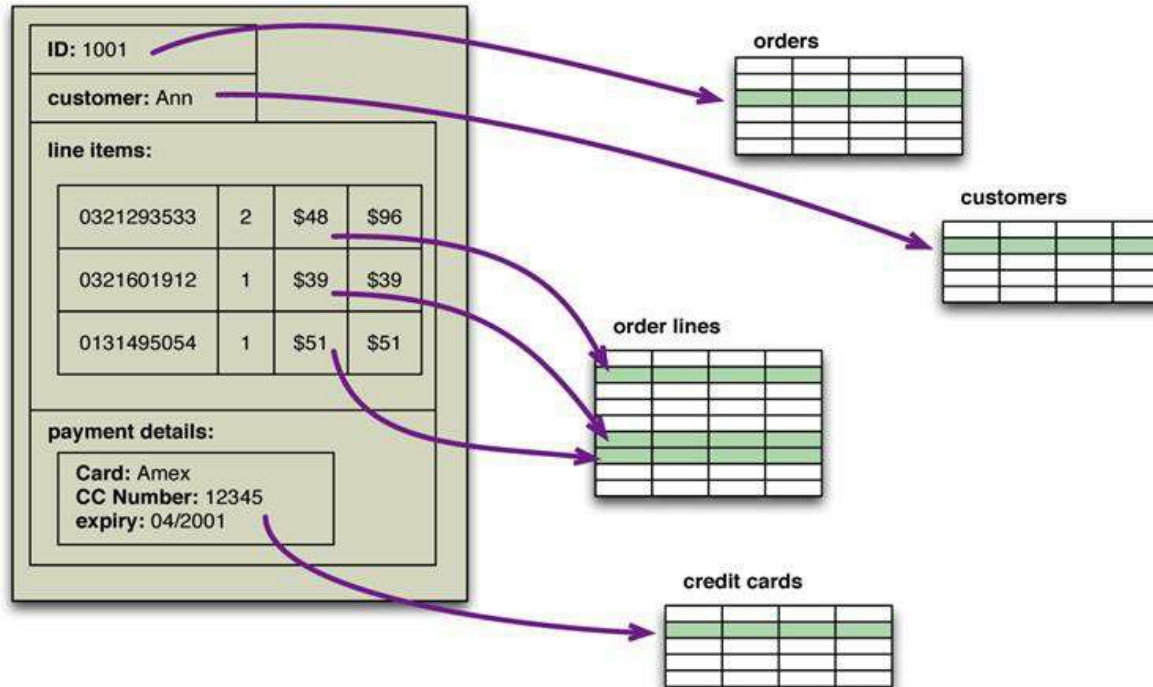 ID: 1001
customer: Ann
line items:
0321293533 2 $48 $96
0321601912 1 $39 $39
0131495054 1 $51 $51
payment details:
Card: Amex
CC Number: 12345
expiry: 04/2001
orders
customers
order lines
credit cards